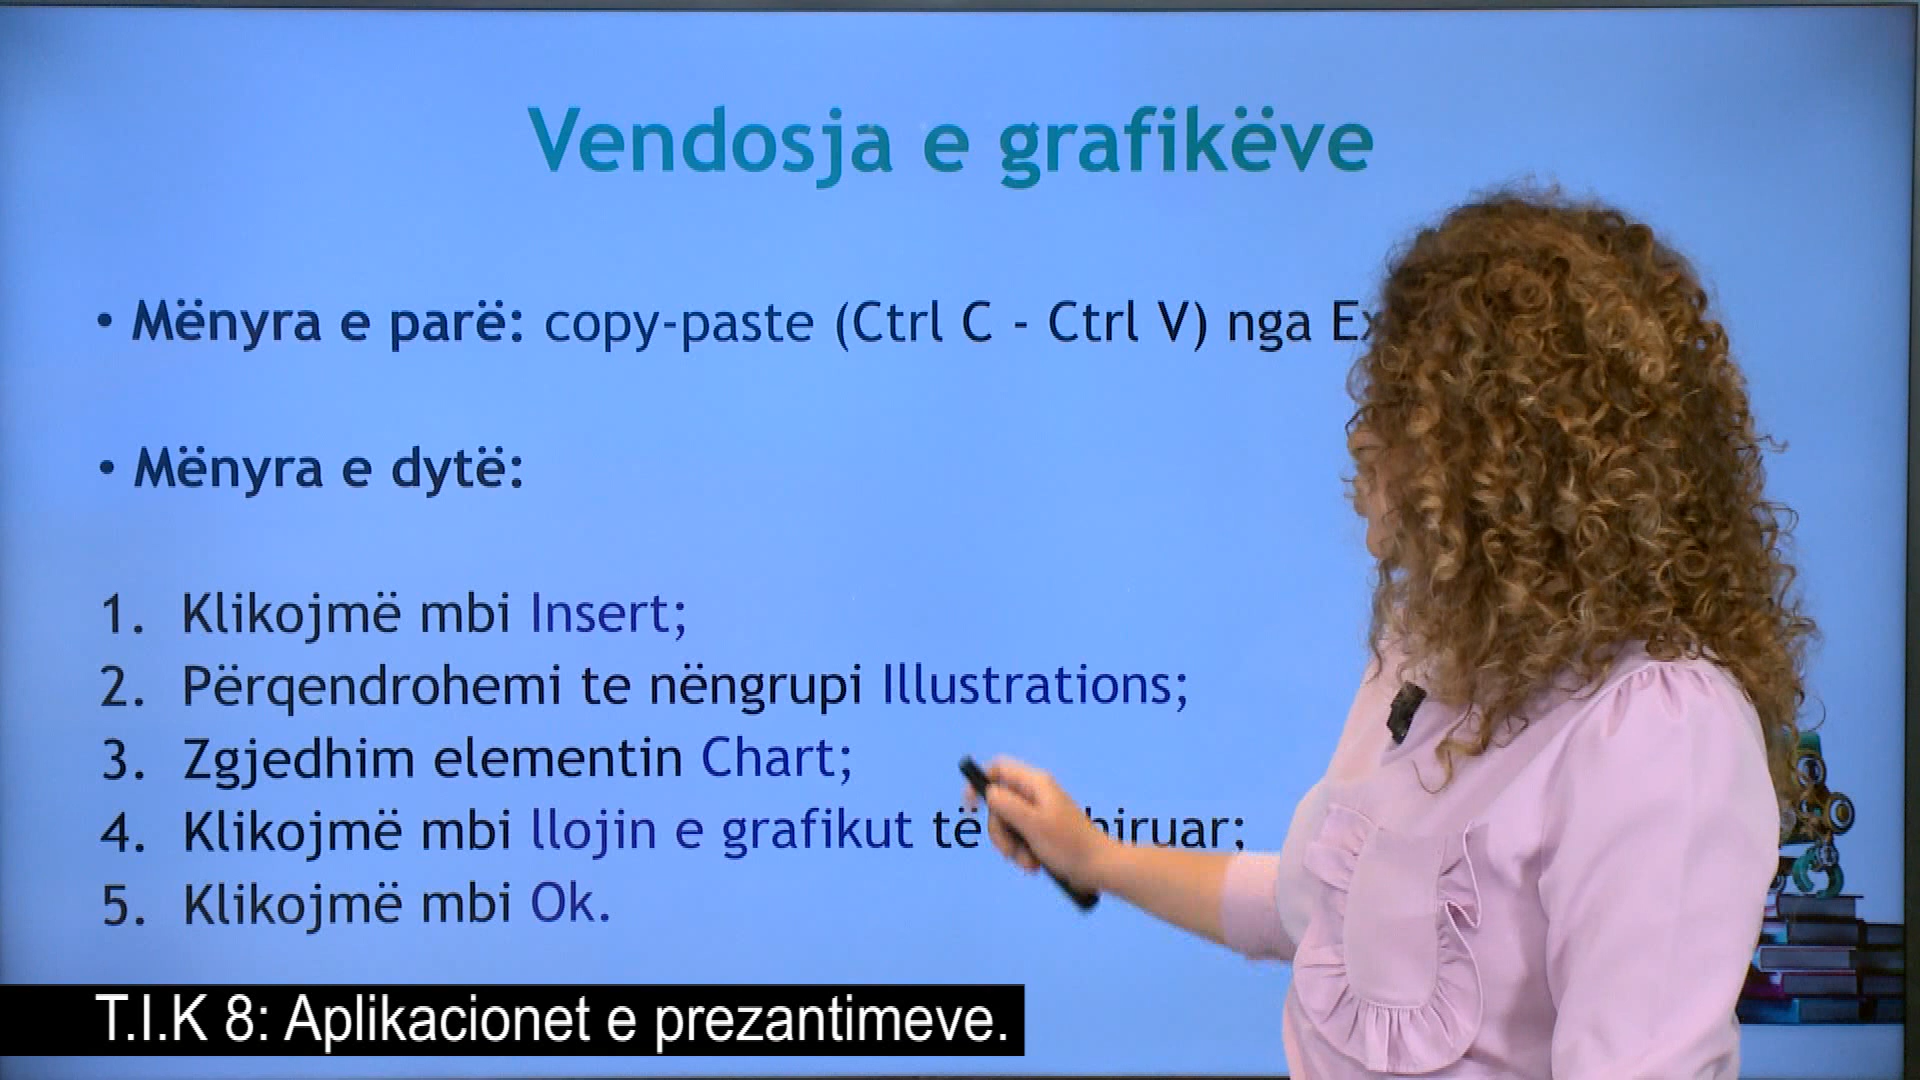 Vendosja e grafikëve
• Mënyra e parë: copy-paste (Ctrl C - Ctrl V) nga
• Mënyra e dytë:
1. Klikojmë mbi Insert;
2. Përqendrohemi te nëngrupi Illustrations;
3. Zgjedhim elementin Chart;
4. Klikojmë mbi llojin e grafikut të
5. Klikojmë mbi Ok.
T.I.K 8: Aplikacionet e prezantimeve.